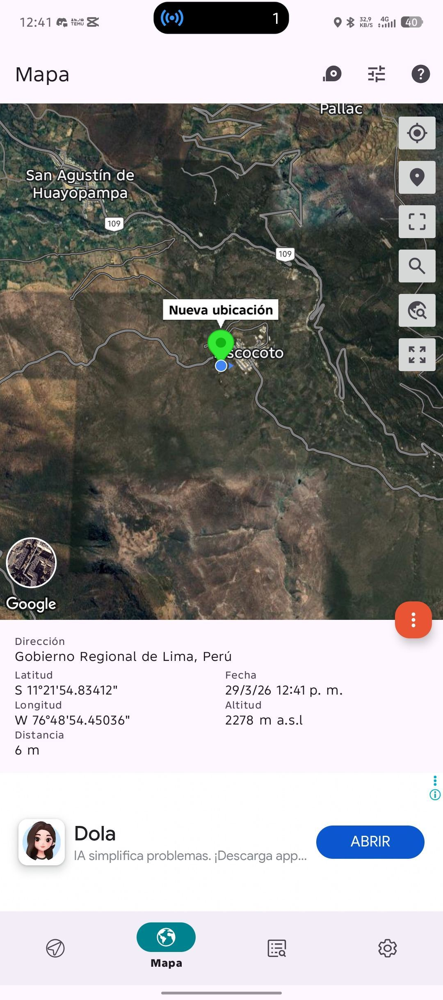 12:41
TEMU
1
32,9
KB/S
4G
40
Mapa
Pallac
San Agustín de
Huayopampa
109
109
Nueva ubicación
Dirección
Gobierno Regional de Lima, Perú
Latitud
S 11°21'54.83412"
Longitud
W 76°48'54.45036"
Distancia
6 m
Fecha
29/3/26 12:41 p. m.
Altitud
2278 m a.s.l
Google
Dola
IA simplifica problemas. ¡Descarga app...
ABRIR
Mapa